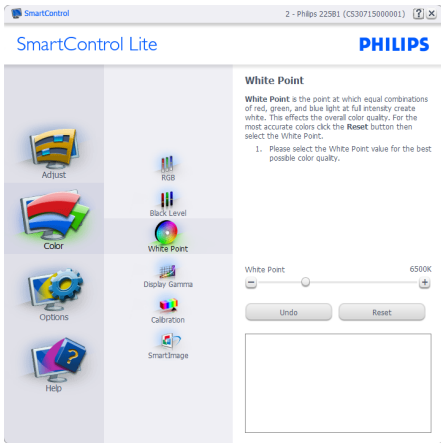 SmartControl
2 - Philips 225B1 (CS30715000001)
SmartControl Lite
PHILIPS
Adjust
Color
Options
Help
RGB
Black Level
White Point
Display Gamma
Calibration
SmartImage
White Point
White Point is the point at which equal combinations
of red, green, and blue light at full intensity create
white. This effects the overall color quality. For the
most accurate colors click the Reset button then
select the White Point.
1. Please select the White Point value for the best
possible color quality.
White Point 6500K
Undo Reset